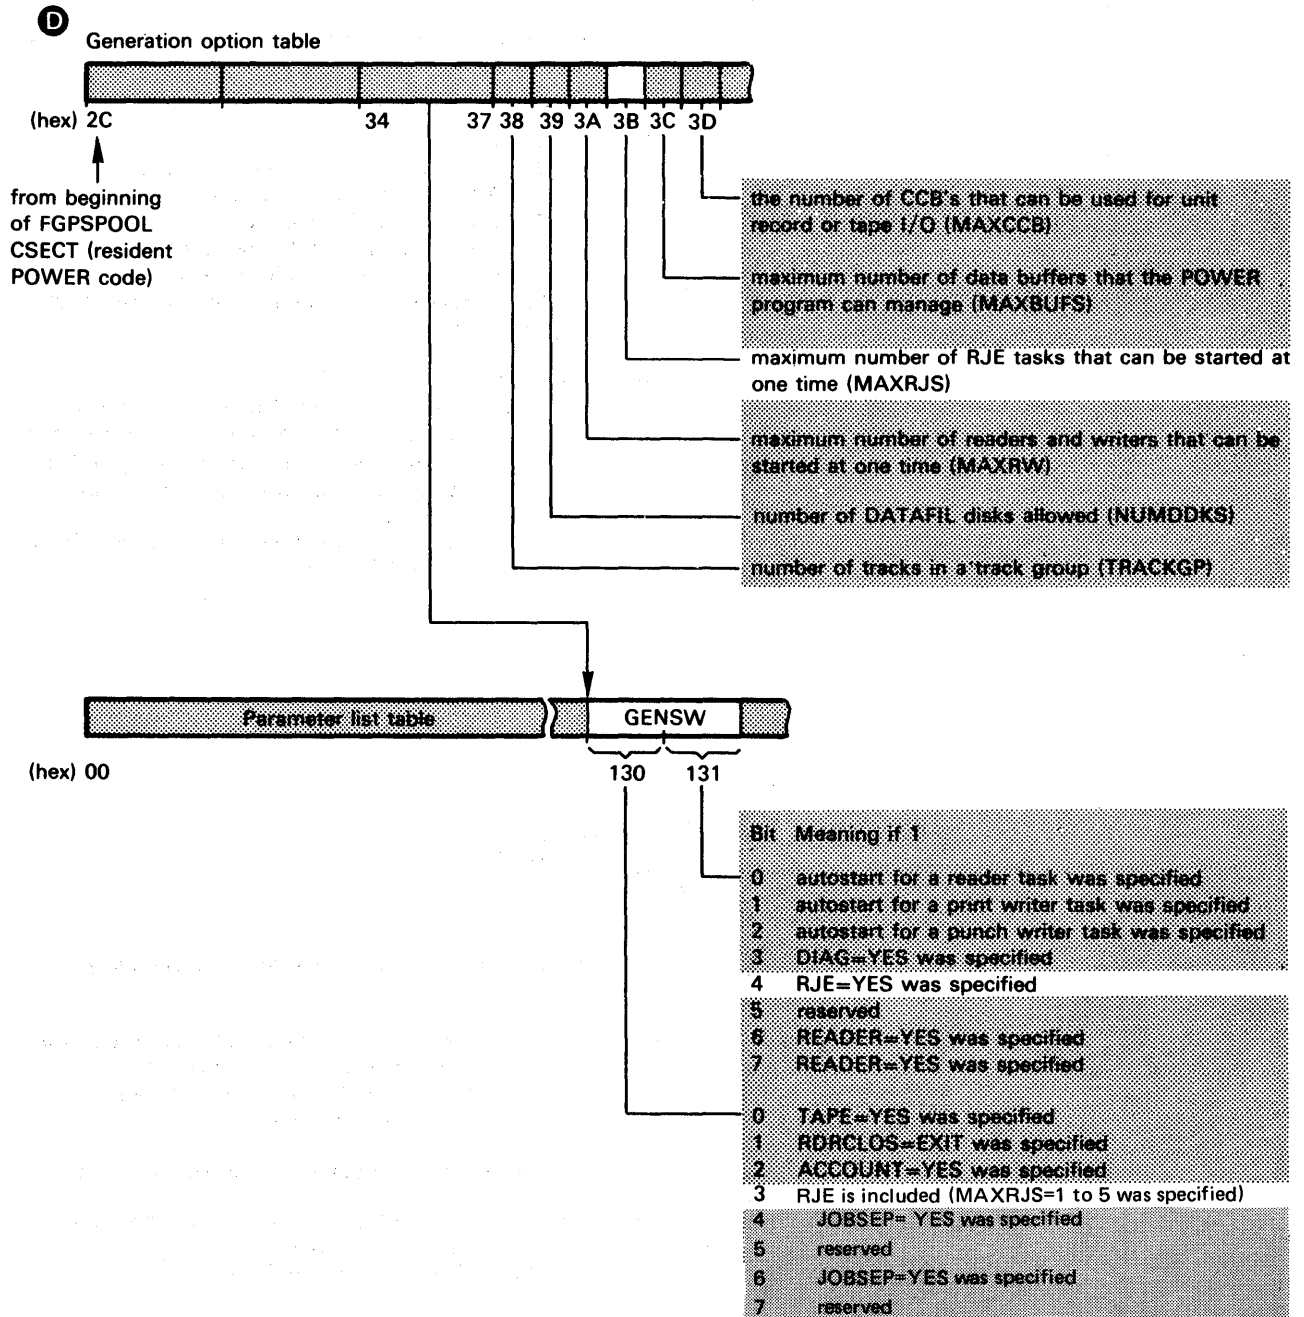 D
Generation option table
(hex) 2C 34 37 38 39 3A 3B 3C 3D
from beginning
of FGPSPOOL
CSECT (resident
POWER code)
the number of CCB's that can be used for unit
record or tape I/O (MAXCCB)
maximum number of data buffers that the POWER
program can manage (MAXBUFS)
maximum number of RJE tasks that can be started at
one time (MAXRJS)
maximum number of readers and writers that can be
started at one time (MAXRW)
number of DATAFIL disks allowed (NUMDDKS)
number of tracks in a track group (TRACKGP)
Parameter list table GENSW
(hex) 00 130 131
Bit Meaning if 1
0 autostart for a reader task was specified
1 autostart for a print writer task was specified
2 autostart for a punch writer task was specified
3 DIAG=YES was specified
4 RJE=YES was specified
5 reserved
6 READER=YES was specified
7 READER=YES was specified
0 TAPE=YES was specified
1 RDRCLOS=EXIT was specified
2 ACCOUNT=YES was specified
3 RJE is included (MAXRJS=1 to 5 was specified)
4 JOBSEP= YES was specified
5 reserved
6 JOBSEP=YES was specified
7 reserved